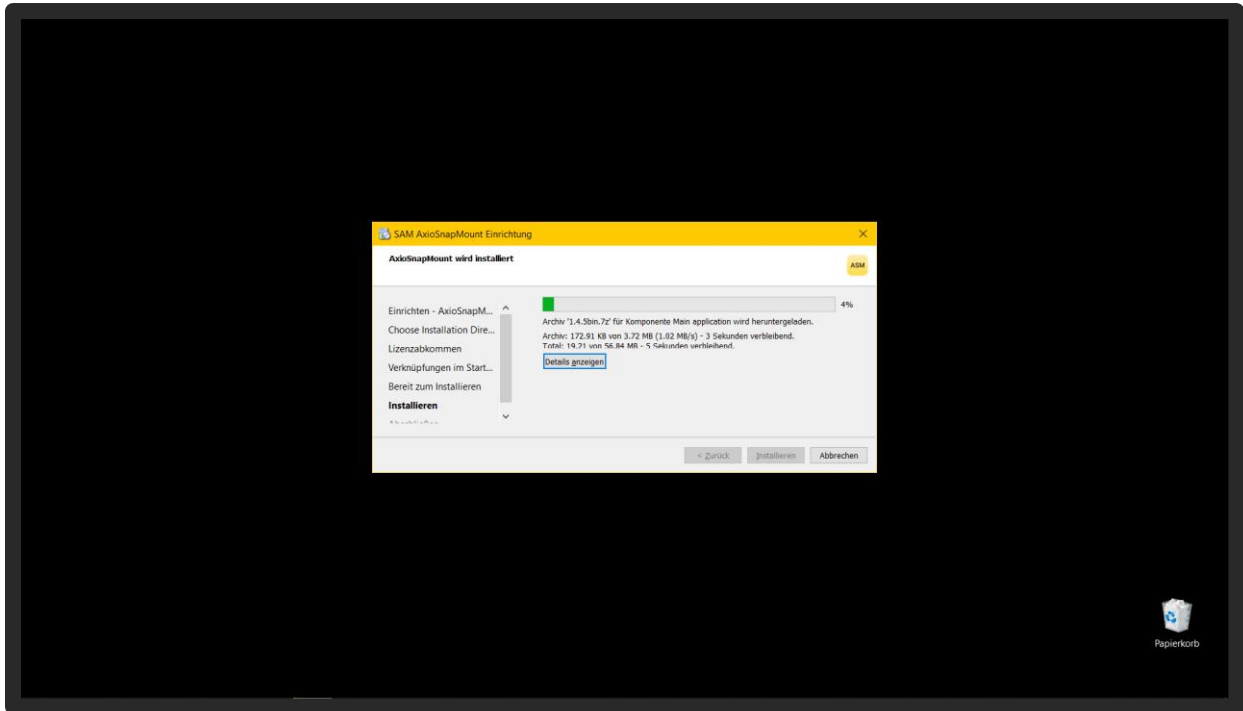 SAM AxioSnapMount Einrichtung
AxioSnapMount wird installiert
ASM
Einrichten - AxioSnapM...
Choose Installation Dire...
Lizenzabkommen
Verknüpfungen im Start...
Bereit zum Installieren
Installieren
4%
Archiv '1.4.5bin.7z' für Komponente Main application wird heruntergeladen.
Archiv: 172.91 KB von 3.72 MB (1.02 MB/s) - 3 Sekunden verbleibend.
Total: 19.21 von 56.84 MB - 5 Sekunden verbleibend.
Details anzeigen
< Zurück
Installieren
Abbrechen
Papierkorb